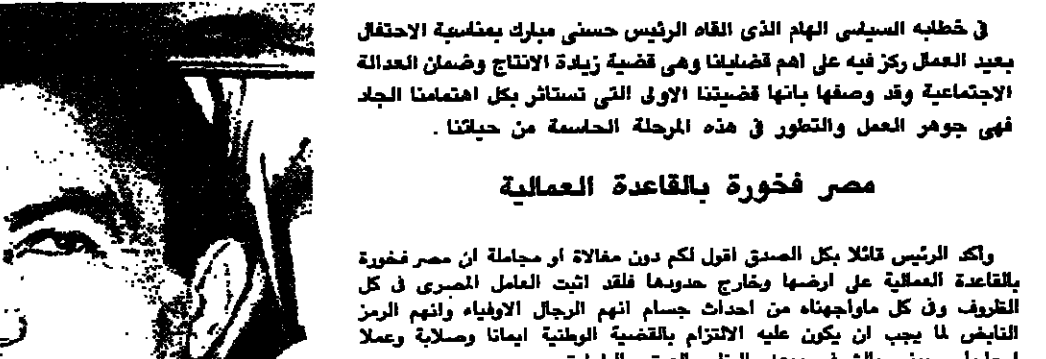 فى خطابه السياسى الهام الذى القاه الرئيس حسنى مبارك بمناسبة الاحتفال
بعيد العمال ركز فيه على اهم قضايانا وهى قضية زيادة الانتاج وضمان العدالة
الاجتماعية وقد وصفها بانها قضيتنا الاولى التى تستاثر بكل اهتمامنا الجاد
فهى جوهر العمل والتطور فى هذه المرحلة الحاسمة من حياتنا .
مصر فخورة بالقاعدة العمالية
وأكد الرئيس قائلا بكل الصدق اقول لكم دون مغالاة او مجاملة ان مصر فخورة
بالقاعدة العمالية على ارضها وخارج حدودها فلقد اثبت العامل المصرى فى كل
الظروف وفى كل ماواجهناه من احداث جسام انهم الرجال الاوفياء وانهم الرمز
النابض لما يجب ان يكون عليه الالتزام بالقضية الوطنية ايمانا وصلابة وعملا